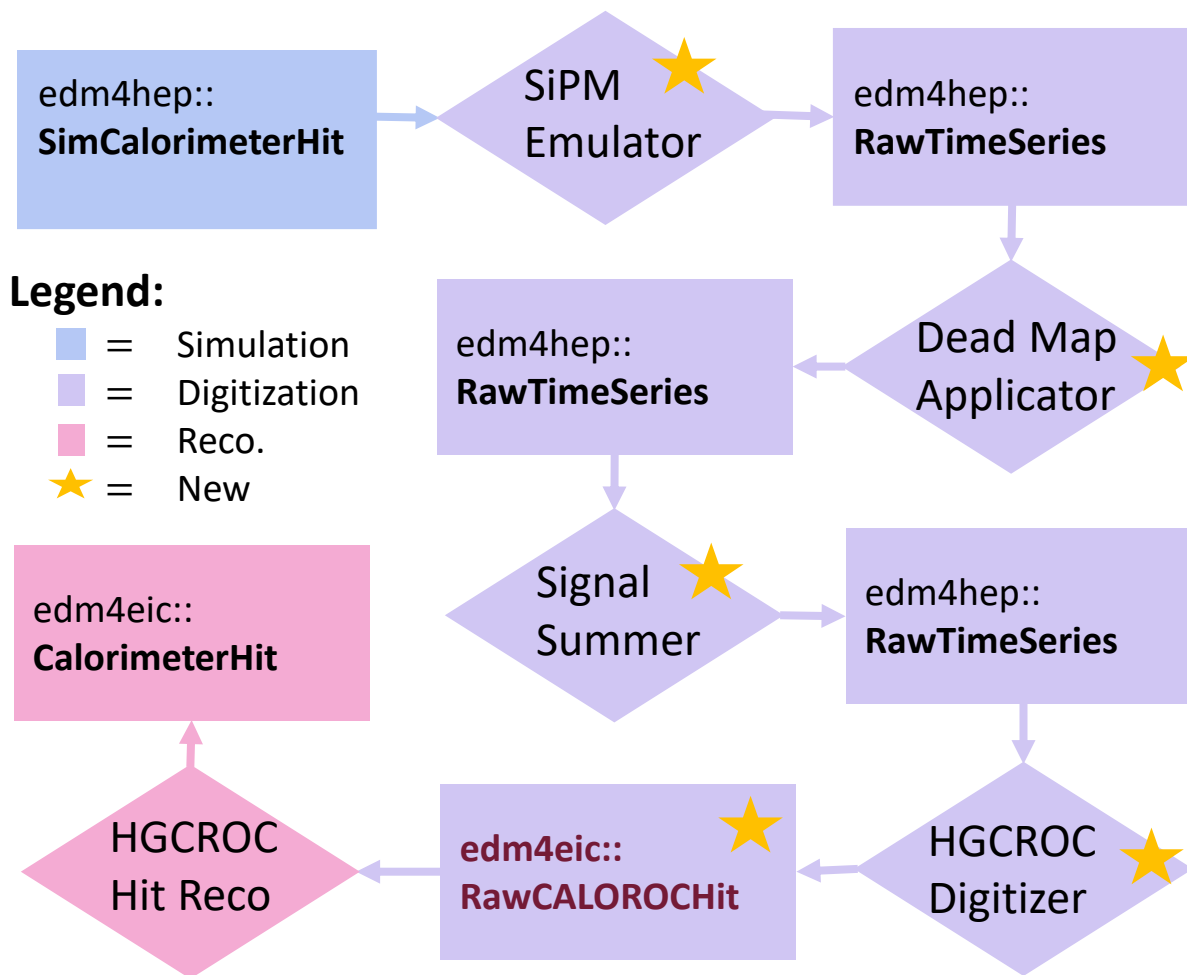 edm4hep::
SimCalorimeterHit
SiPM
Emulator
edm4hep::
RawTimeSeries
Legend:
= Simulation
= Digitization
= Reco.
= New
edm4hep::
RawTimeSeries
Dead Map
Applicator
Signal
Summer
edm4hep::
RawTimeSeries
edm4eic::
CalorimeterHit
HGCROC
Hit Reco
edm4eic::
RawCALOROCHit
HGCROC
Digitizer